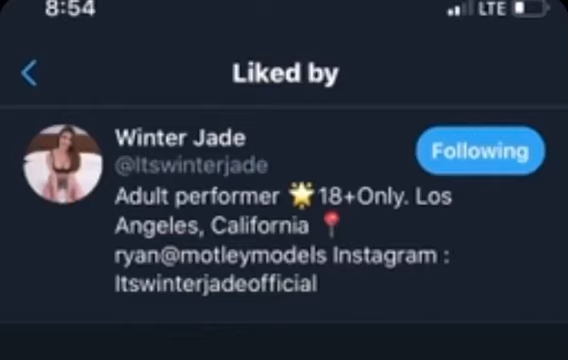 8:54 LTE
Liked by
Winter Jade
Following
@Itswinterjade
Adult performer 🌟18+Only. Los
Angeles, California 📍
ryan@motleymodels Instagram :
Itswinterjadeofficial